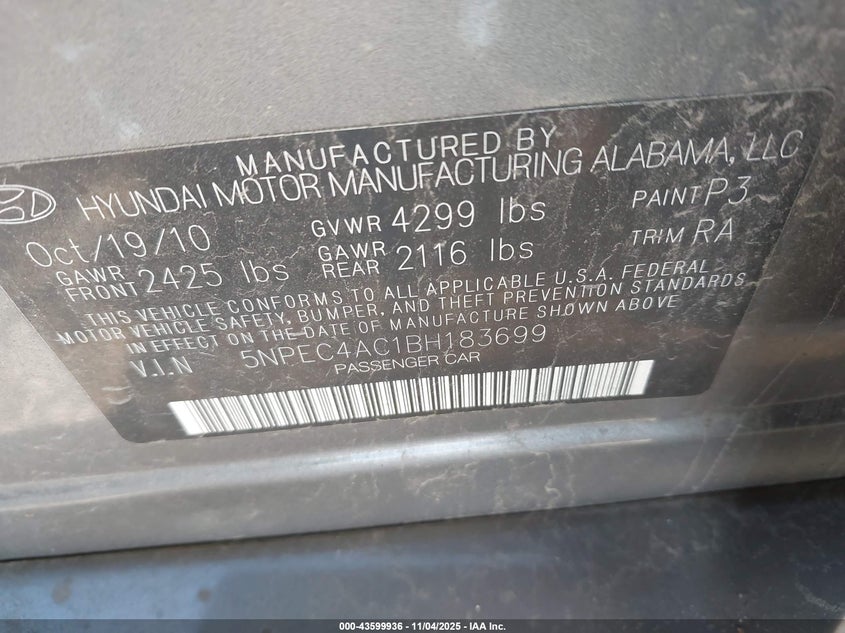 MANUFACTURED BY
HYUNDAI MOTOR MANUFACTURING ALABAMA, LLC
Oct/19/10 GVWR 4299 lbs PAINT P3
GAWR FRONT 2425 lbs GAWR REAR 2116 lbs TRIM RA
THIS VEHICLE CONFORMS TO ALL APPLICABLE U.S.A. FEDERAL
MOTOR VEHICLE SAFETY, BUMPER, AND THEFT PREVENTION STANDARDS
IN EFFECT ON THE DATE OF MANUFACTURE SHOWN ABOVE
V.I.N 5NPEC4AC1BH183699
PASSENGER CAR
000-43599936 - 11/04/2025 - IAA Inc.